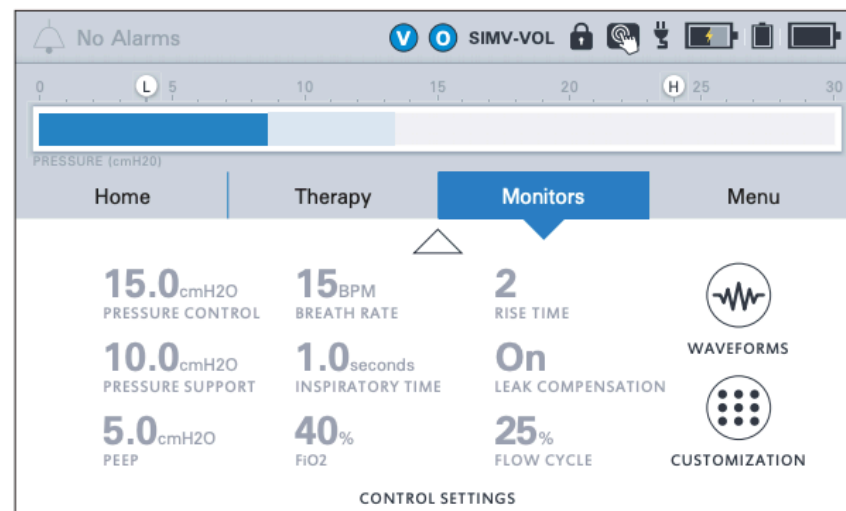 No Alarms V O SIMV-VOL
0 L 5 10 15 20 H 25 30
PRESSURE (cmH20)
Home Therapy Monitors Menu
15.0cmH2O 15BPM 2
PRESSURE CONTROL BREATH RATE RISE TIME
WAVEFORMS
10.0cmH2O 1.0seconds On
PRESSURE SUPPORT INSPIRATORY TIME LEAK COMPENSATION
5.0cmH2O 40% 25%
PEEP FiO2 FLOW CYCLE
CUSTOMIZATION
CONTROL SETTINGS